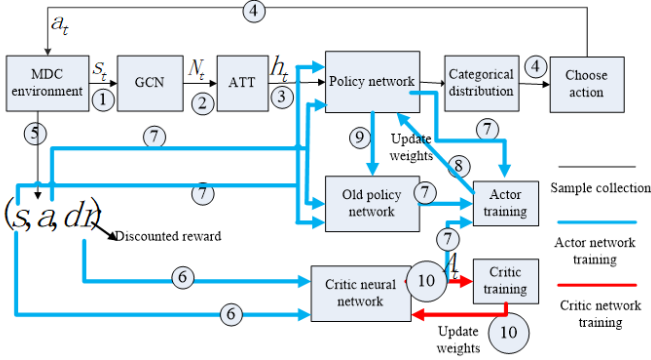 4
a_t
MDC
environment
s_t
1
GCN
N_t
2
ATT
h_t
3
Policy network
Categorical
distribution
4
Choose
action
5
7
9
Update
weights
7
8
Sample collection
7
(s, a, dr)
Discounted reward
Old policy
network
7
Actor
training
7
Actor network
training
6
Critic neural
network
10
A_t
Critic
training
6
Update
weights
10
Critic network
training